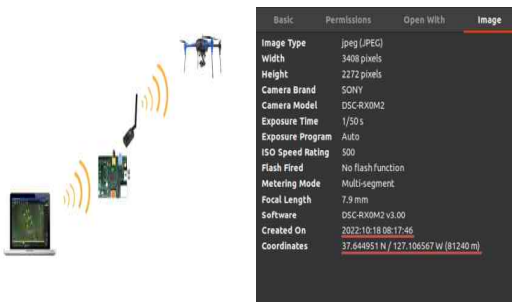 Basic Permissions Open With Image
Image Type jpeg (JPEG)
Width 3408 pixels
Height 2272 pixels
Camera Brand SONY
Camera Model DSC-RX0M2
Exposure Time 1/50 s
Exposure Program Auto
ISO Speed Rating 500
Flash Fired No flash function
Metering Mode Multi-segment
Focal Length 7.9 mm
Software DSC-RX0M2 v3.00
Created On 2022:10:18 08:17:46
Coordinates 37.644951 N / 127.106567 W (81240 m)